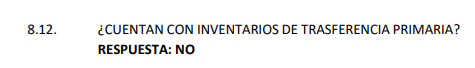 8.12. ¿CUENTAN CON INVENTARIOS DE TRASFERENCIA PRIMARIA?
RESPUESTA: NO